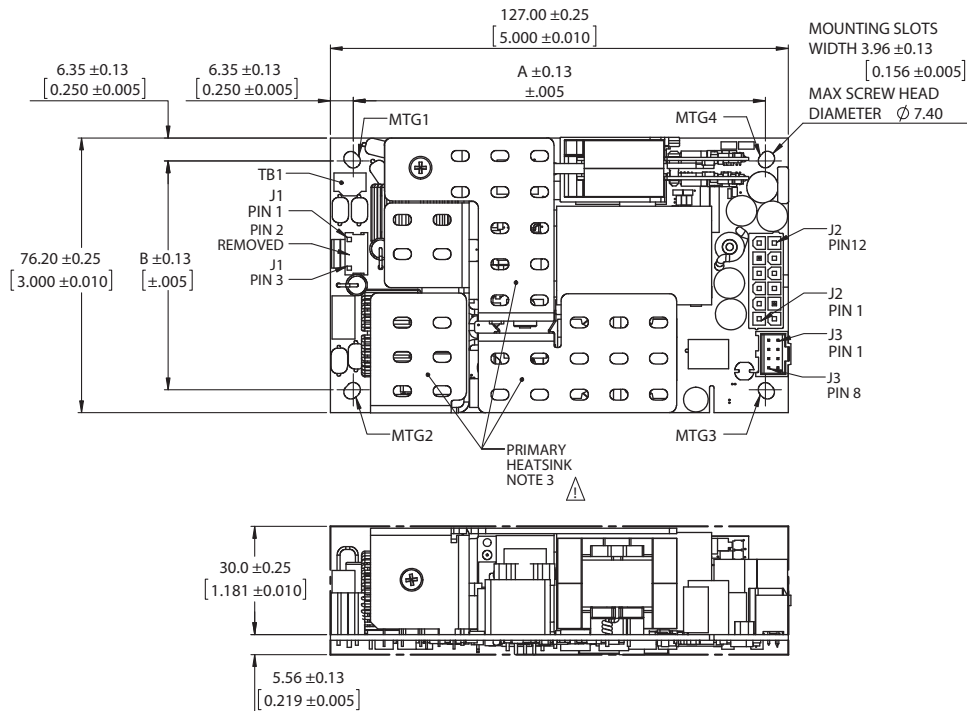 127.00 ±0.25
[5.000 ±0.010]
MOUNTING SLOTS
WIDTH 3.96 ±0.13
[0.156 ±0.005]
MAX SCREW HEAD
DIAMETER Ø 7.40
6.35 ±0.13
[0.250 ±0.005]
6.35 ±0.13
[0.250 ±0.005]
A ±0.13
±.005
MTG1
MTG4
TB1
J1
PIN 1
PIN 2
REMOVED
J1
PIN 3
76.20 ±0.25
[3.000 ±0.010]
B ±0.13
[±.005]
J2
PIN12
J2
PIN 1
J3
PIN 1
J3
PIN 8
MTG2
MTG3
PRIMARY
HEATSINK
NOTE 3
!
30.0 ±0.25
[1.181 ±0.010]
5.56 ±0.13
[0.219 ±0.005]